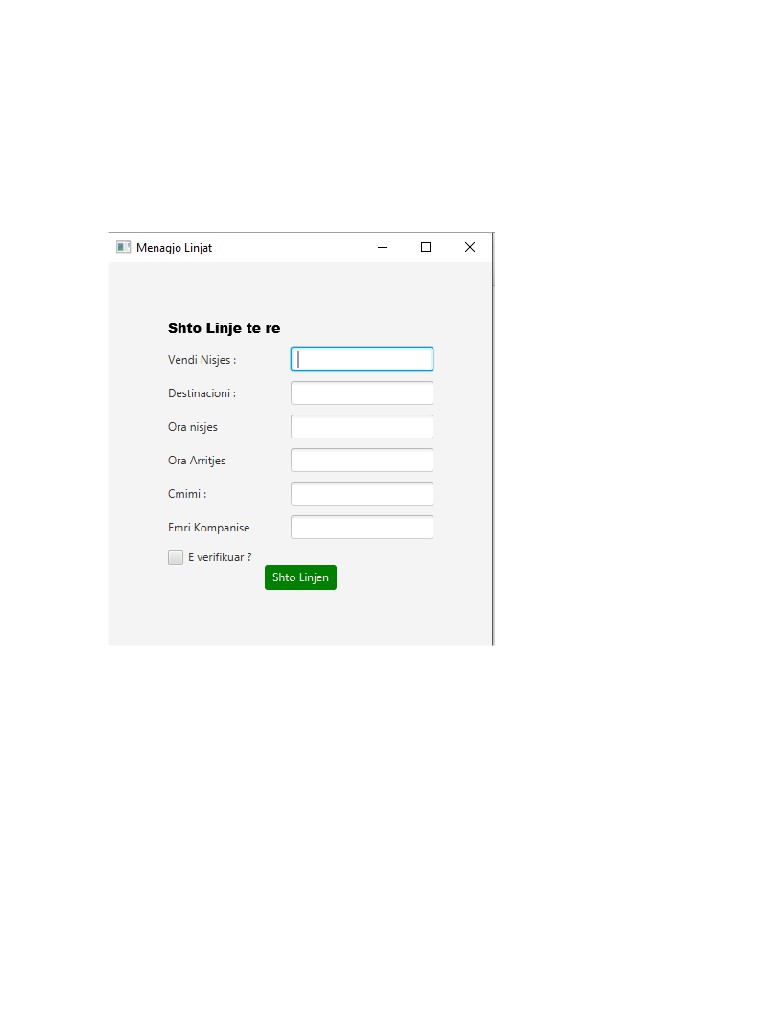 Menaqjo Linjat
Shto Linje te re
Vendi Nisjes :
Destinacioni :
Ora nisjes
Ora Arritjes
Cmimi :
Emri Kompanise
E verifikuar ?
Shto Linjen